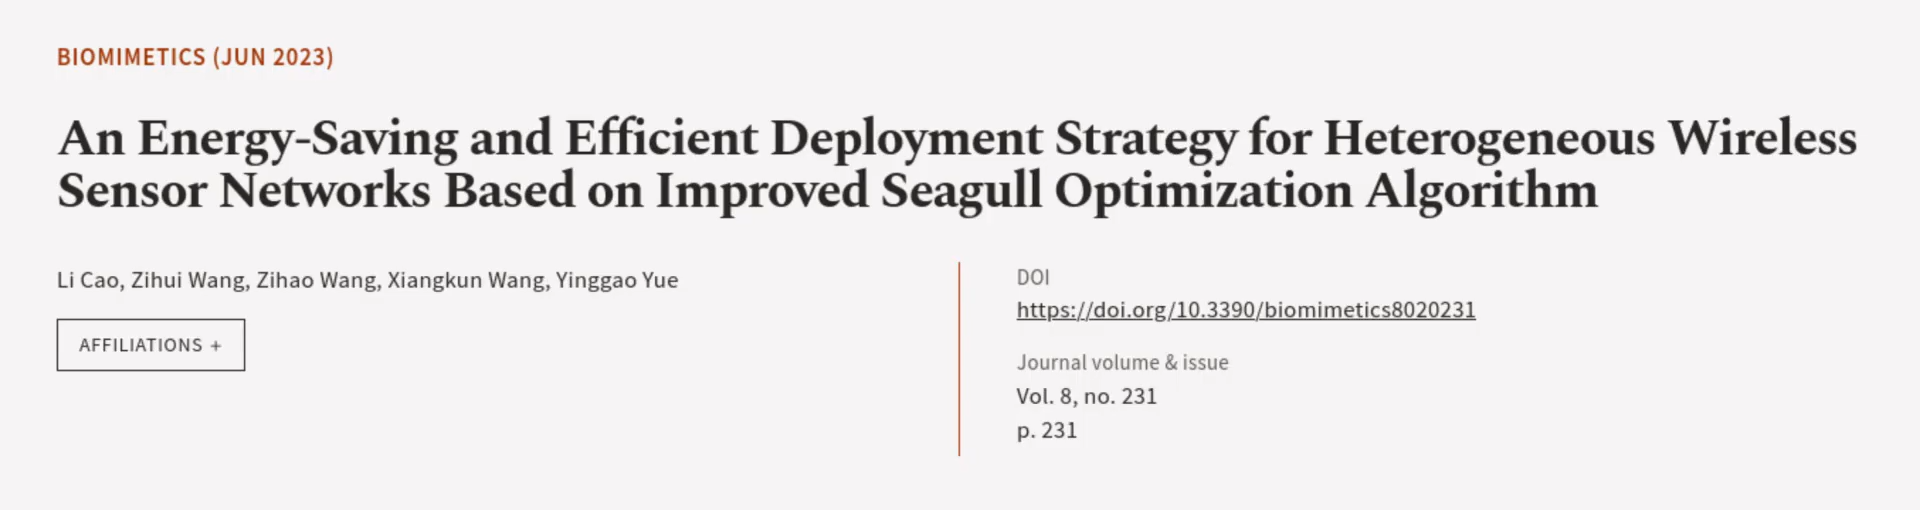 BIOMIMETICS (JUN 2023)
An Energy-Saving and Efficient Deployment Strategy for Heterogeneous Wireless
Sensor Networks Based on Improved Seagull Optimization Algorithm
Li Cao, Zihui Wang, Zihao Wang, Xiangkun Wang, Yinggao Yue
AFFILIATIONS +
DOI
https://doi.org/10.3390/biomimetics8020231
Journal volume & issue
Vol. 8, no. 231
p. 231